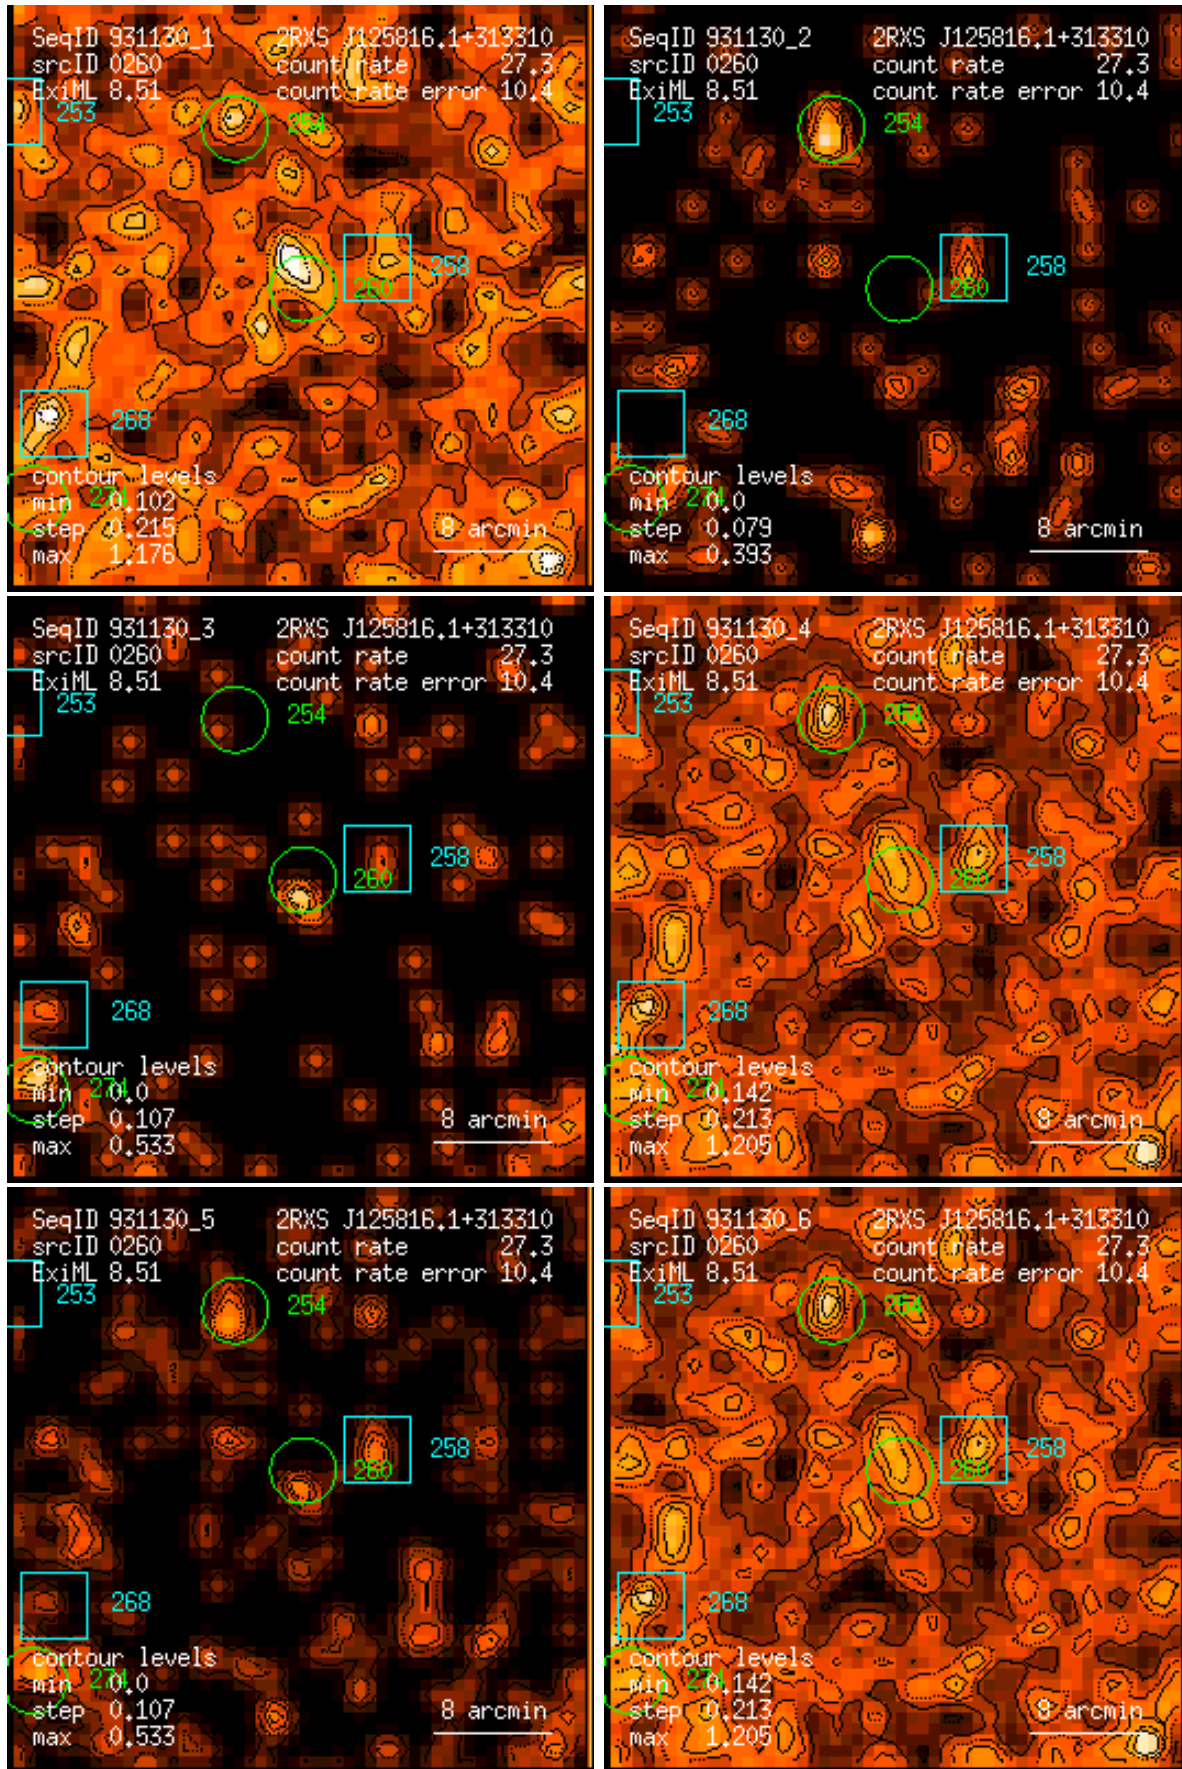 SeqID 931130_1 2RXS J125816.1+313310
srcID 0260 count rate 27.3
ExiML 8.51 count rate error 10.4
253
254
258
260
268
contour levels
274
min 0.102
step 0.215
max 1.176
8 arcmin
SeqID 931130_2 2RXS J125816.1+313310
srcID 0260 count rate 27.3
ExiML 8.51 count rate error 10.4
253
254
258
260
268
contour levels
274
min 0.0
step 0.079
max 0.393
8 arcmin
SeqID 931130_3 2RXS J125816.1+313310
srcID 0260 count rate 27.3
ExiML 8.51 count rate error 10.4
253
254
258
260
268
contour levels
274
min 0.0
step 0.107
max 0.533
8 arcmin
SeqID 931130_4 2RXS J125816.1+313310
srcID 0260 count rate 27.3
ExiML 8.51 count rate error 10.4
253
254
258
260
268
contour levels
274
min 0.142
step 0.213
max 1.205
8 arcmin
SeqID 931130_5 2RXS J125816.1+313310
srcID 0260 count rate 27.3
ExiML 8.51 count rate error 10.4
253
254
258
260
268
contour levels
274
min 0.0
step 0.107
max 0.533
8 arcmin
SeqID 931130_6 2RXS J125816.1+313310
srcID 0260 count rate 27.3
ExiML 8.51 count rate error 10.4
253
254
258
260
268
contour levels
274
min 0.142
step 0.213
max 1.205
8 arcmin